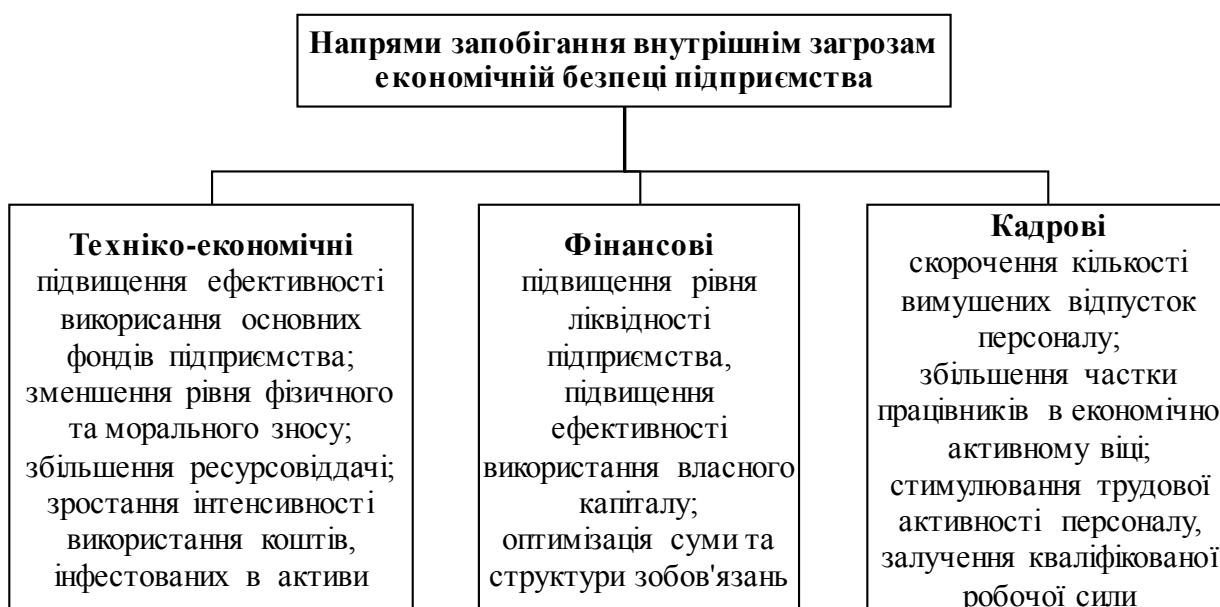 Напрями запобігання внутрішнім загрозам
економічній безпеці підприємства
Техніко-економічні
підвищення ефективності
використання основних
фондів підприємства;
зменшення рівня фізичного
та морального зносу;
збільшення ресурсовіддачі;
зростання інтенсивності
використання коштів,
інфестованих в активи
Фінансові
підвищення рівня
ліквідності
підприємства,
підвищення
ефективності
використання власного
капіталу;
оптимізація суми та
структури зобов'язань
Кадрові
скорочення кількості
вимушених відпусток
персоналу;
збільшення частки
працівників в економічно
активному віці;
стимулювання трудової
активності персоналу,
залучення кваліфікованої
робочої сили